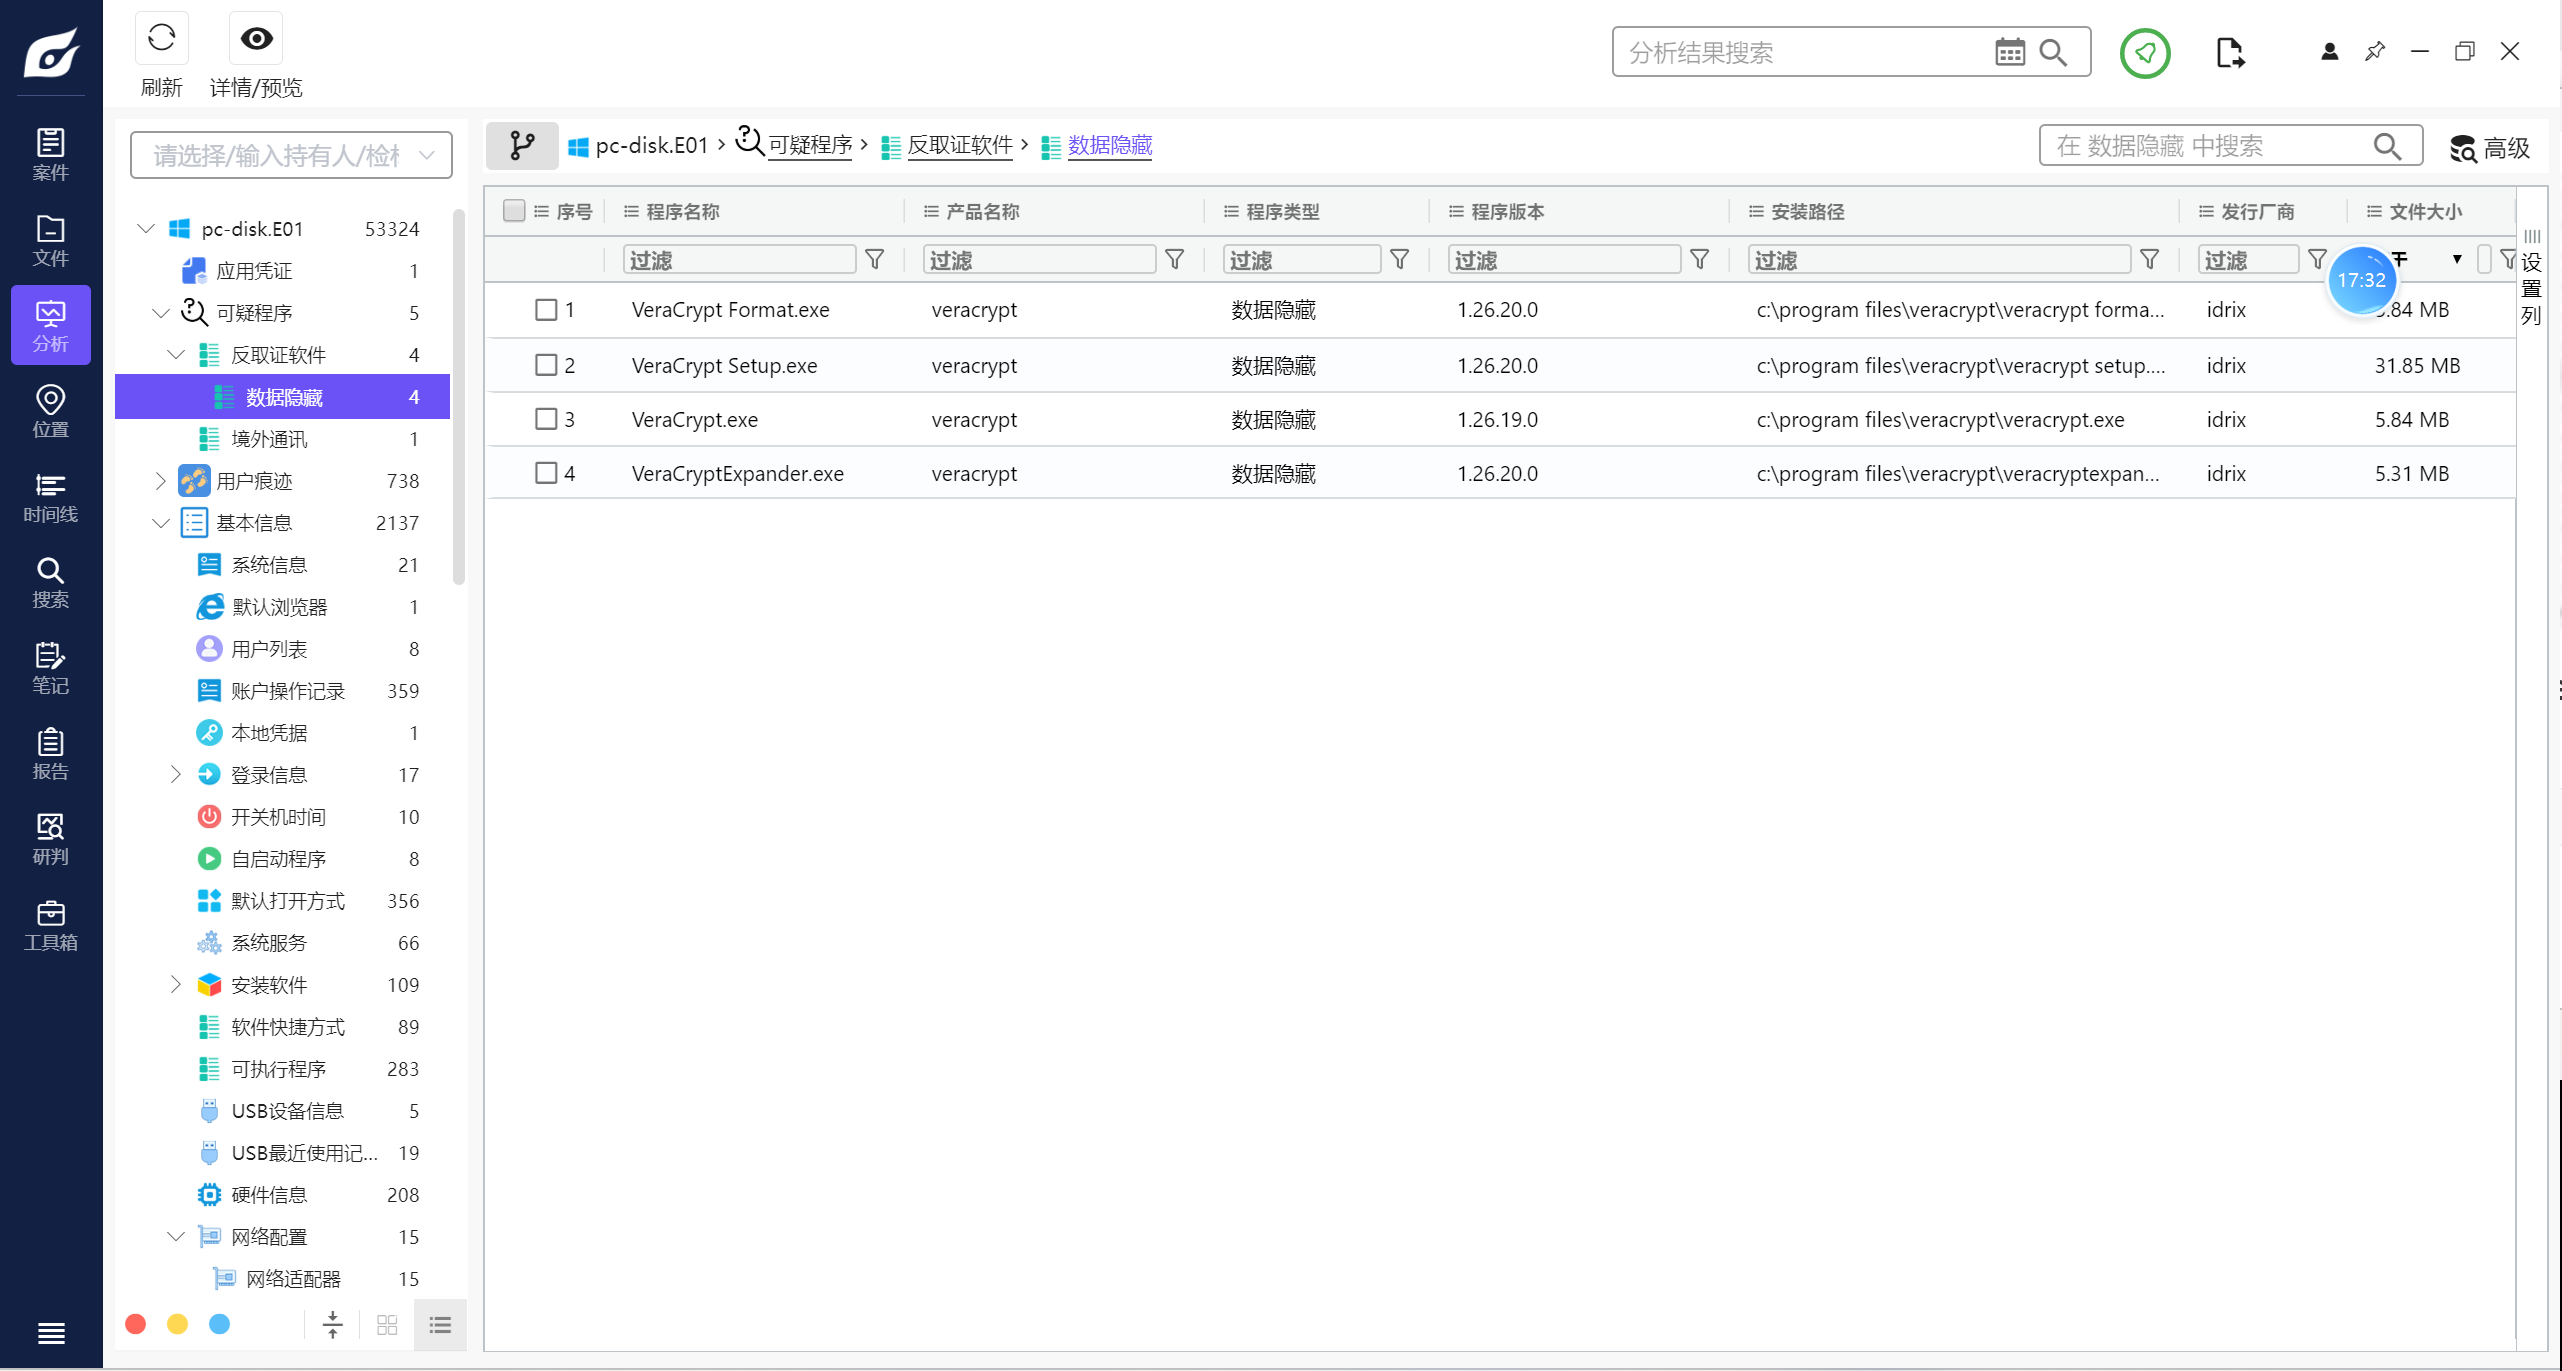 刷新
详情/预览
分析结果搜索
案件
文件
分析
位置
时间线
搜索
笔记
报告
研判
工具箱
请选择/输入持有人/检
pc-disk.E01 53324
应用凭证 1
可疑程序 5
反取证软件 4
数据隐藏 4
境外通讯 1
用户痕迹 738
基本信息 2137
系统信息 21
默认浏览器 1
用户列表 8
账户操作记录 359
本地凭据 1
登录信息 17
开关机时间 10
自启动程序 8
默认打开方式 356
系统服务 66
安装软件 109
软件快捷方式 89
可执行程序 283
USB设备信息 5
USB最近使用记... 19
硬件信息 208
网络配置 15
网络适配器 15
pc-disk.E01 › 可疑程序 › 反取证软件 › 数据隐藏
在 数据隐藏 中搜索
高级
序号 程序名称 产品名称 程序类型 程序版本 安装路径 发行厂商 文件大小
过滤 过滤 过滤 过滤 过滤 过滤 于
17:32
设置列
1 VeraCrypt Format.exe veracrypt 数据隐藏 1.26.20.0 c:\program files\veracrypt\veracrypt forma... idrix .84 MB
2 VeraCrypt Setup.exe veracrypt 数据隐藏 1.26.20.0 c:\program files\veracrypt\veracrypt setup.... idrix 31.85 MB
3 VeraCrypt.exe veracrypt 数据隐藏 1.26.19.0 c:\program files\veracrypt\veracrypt.exe idrix 5.84 MB
4 VeraCryptExpander.exe veracrypt 数据隐藏 1.26.20.0 c:\program files\veracrypt\veracryptexpan... idrix 5.31 MB